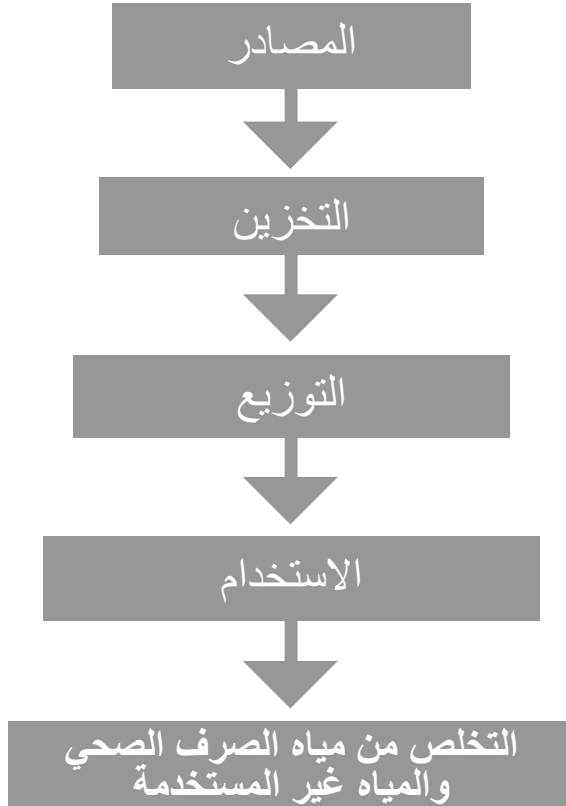 المصادر
التخزين
التوزيع
الاستخدام
التخلص من مياه الصرف الصحي
والمياه غير المستخدمة